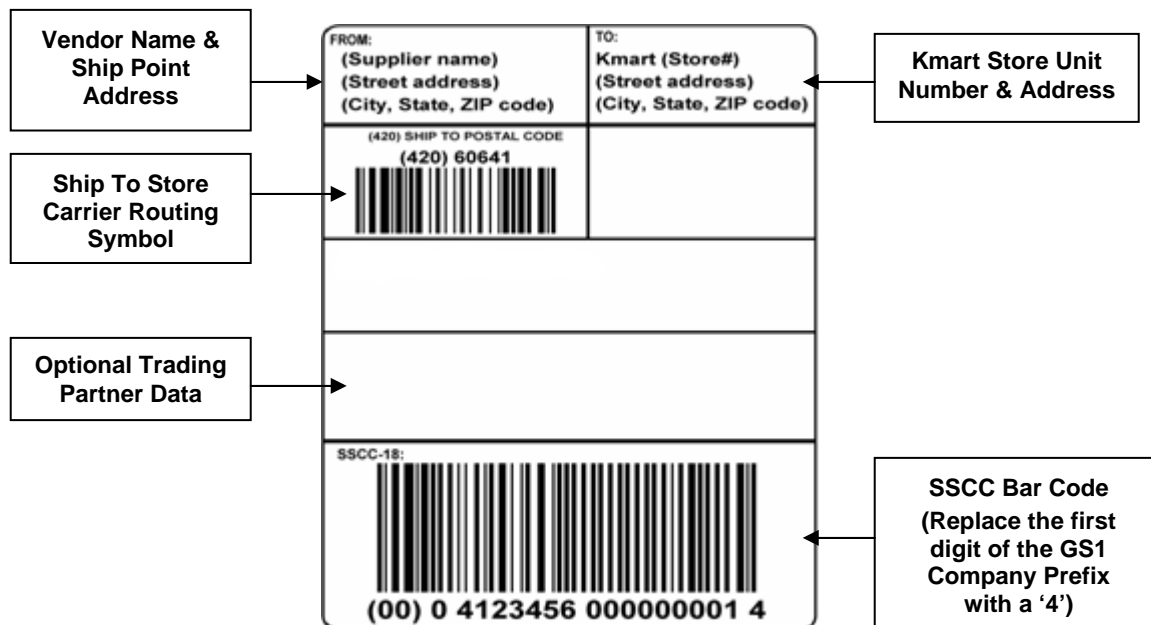 Vendor Name &
Ship Point
Address
FROM:
(Supplier name)
(Street address)
(City, State, ZIP code)
TO:
Kmart (Store#)
(Street address)
(City, State, ZIP code)
Kmart Store Unit
Number & Address
Ship To Store
Carrier Routing
Symbol
(420) SHIP TO POSTAL CODE
(420) 60641
Optional Trading
Partner Data
SSCC-18:
(00) 0 4123456 000000001 4
SSCC Bar Code
(Replace the first
digit of the GS1
Company Prefix
with a ‘4’)